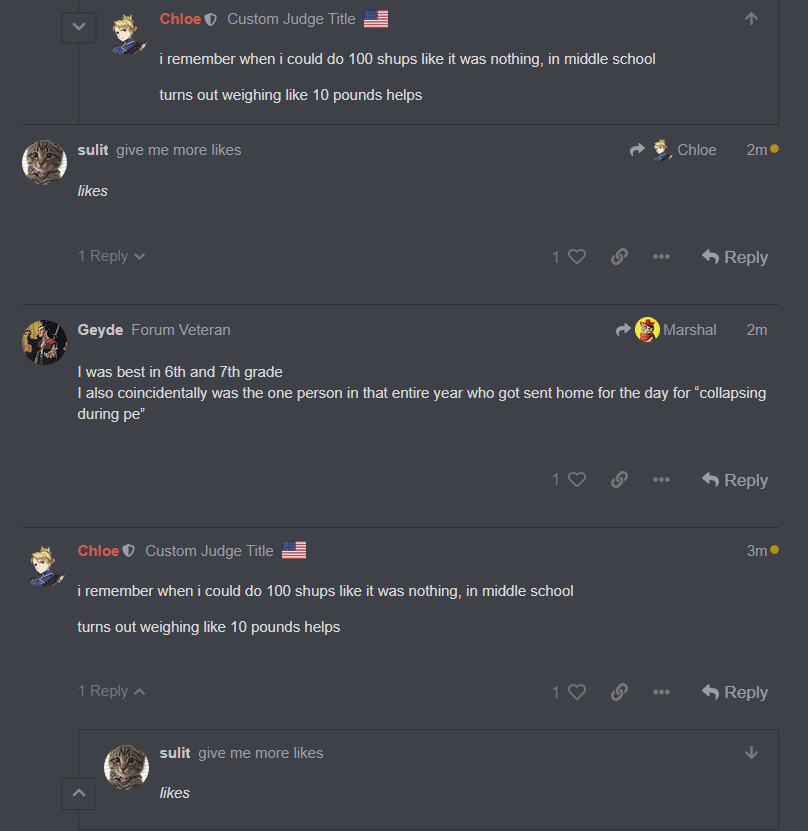 Chloe Custom Judge Title
i remember when i could do 100 shups like it was nothing, in middle school
turns out weighing like 10 pounds helps
sulit give me more likes Chloe 2m
likes
1 Reply 1 Reply
Geyde Forum Veteran Marshal 2m
I was best in 6th and 7th grade
I also coincidentally was the one person in that entire year who got sent home for the day for “collapsing
during pe”
1 Reply
Chloe Custom Judge Title 3m
i remember when i could do 100 shups like it was nothing, in middle school
turns out weighing like 10 pounds helps
1 Reply 1 Reply
sulit give me more likes
likes